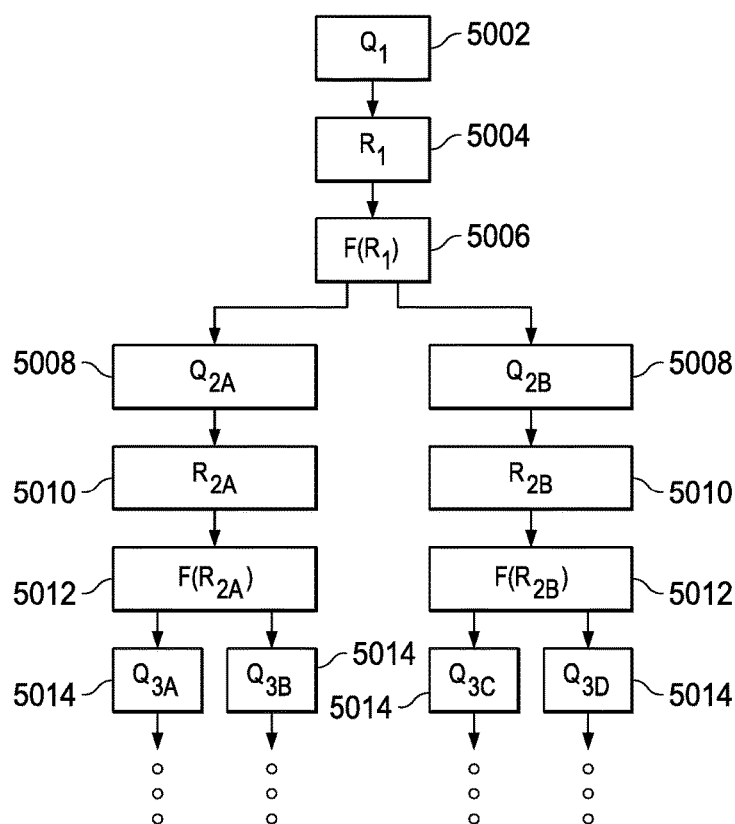 Q1 5002
R1 5004
F(R1) 5006
5008 Q2A Q2B 5008
5010 R2A R2B 5010
5012 F(R2A) F(R2B) 5012
5014 Q3A Q3B 5014 5014 Q3C Q3D 5014